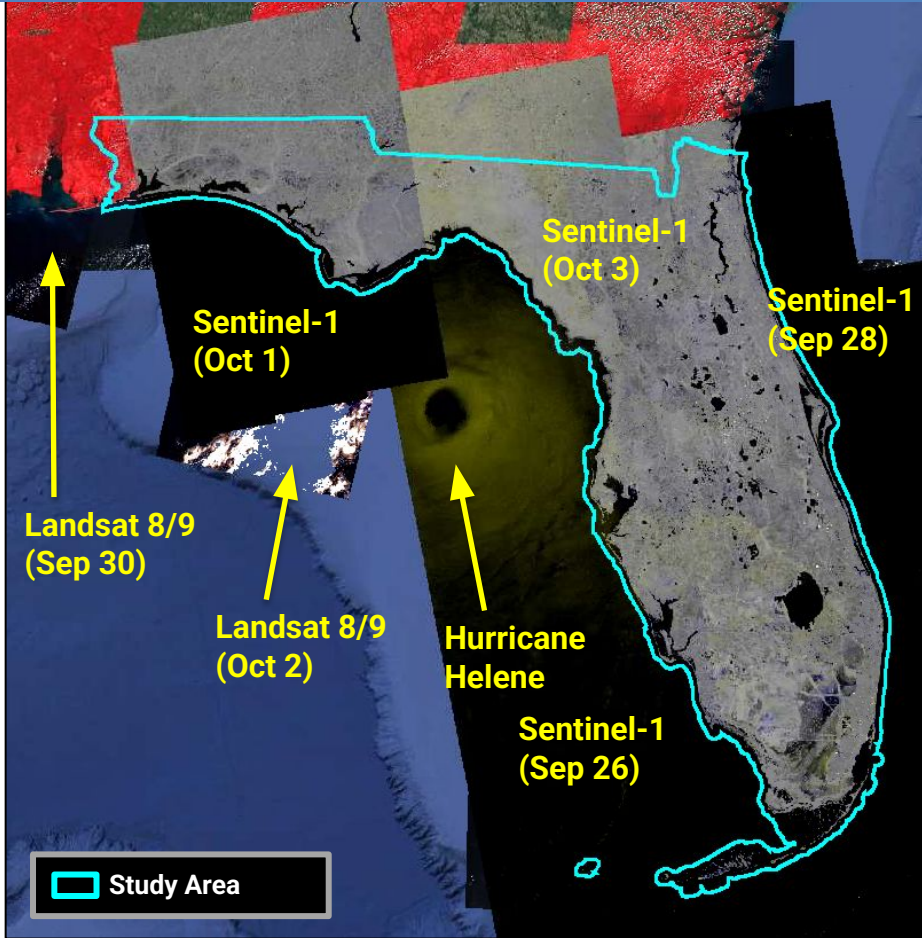 Sentinel-1
(Oct 3)
Sentinel-1
(Sep 28)
Sentinel-1
(Oct 1)
Landsat 8/9
(Sep 30)
Landsat 8/9
(Oct 2)
Hurricane
Helene
Sentinel-1
(Sep 26)
Study Area